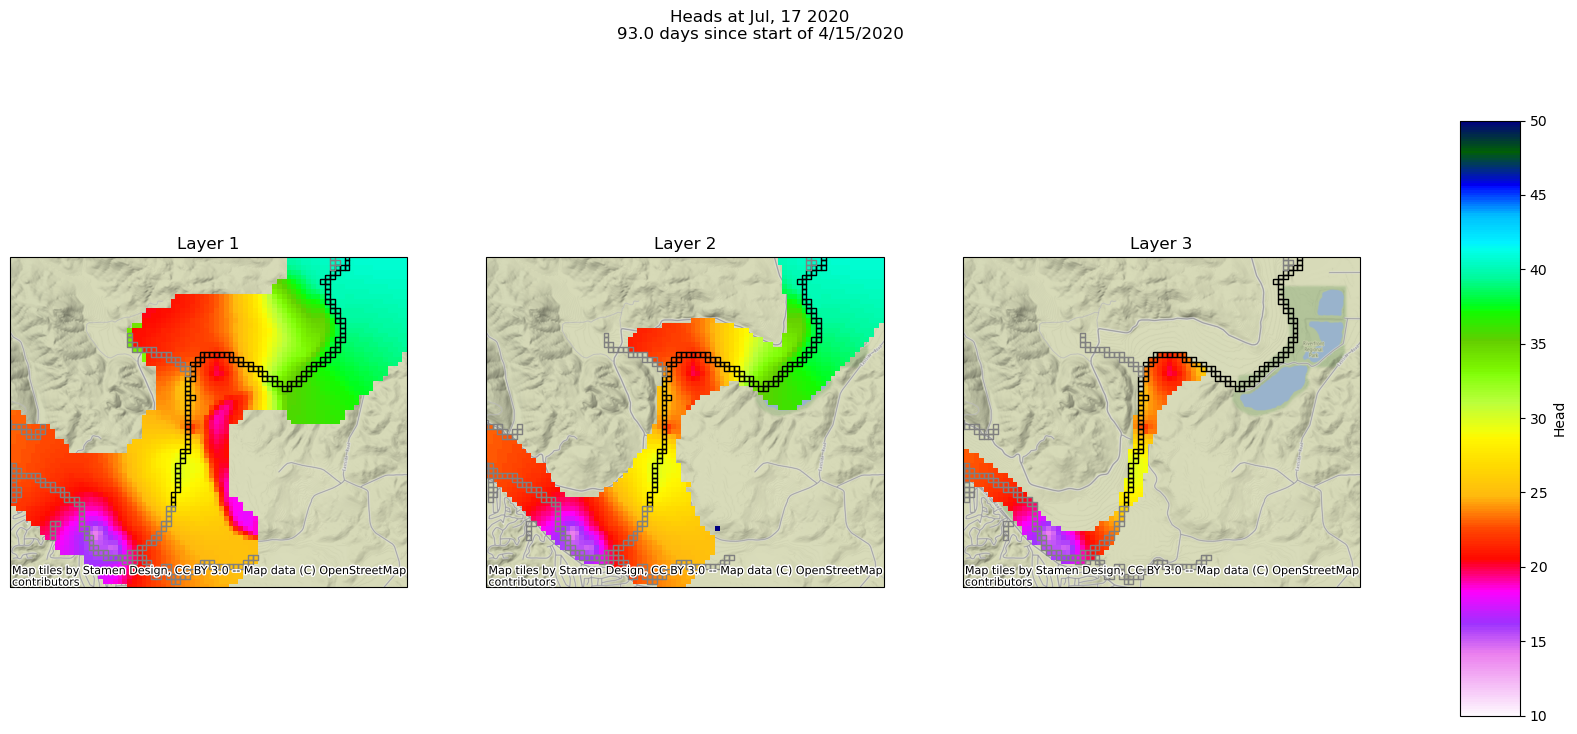 Heads at Jul, 17 2020
93.0 days since start of 4/15/2020
Layer 1
Layer 2
Layer 3
Map tiles by Stamen Design, CC BY 3.0 -- Map data (C) OpenStreetMap
contributors
Map tiles by Stamen Design, CC BY 3.0 -- Map data (C) OpenStreetMap
contributors
Map tiles by Stamen Design, CC BY 3.0 -- Map data (C) OpenStreetMap
contributors
50
45
40
35
30
25
20
15
10
Head